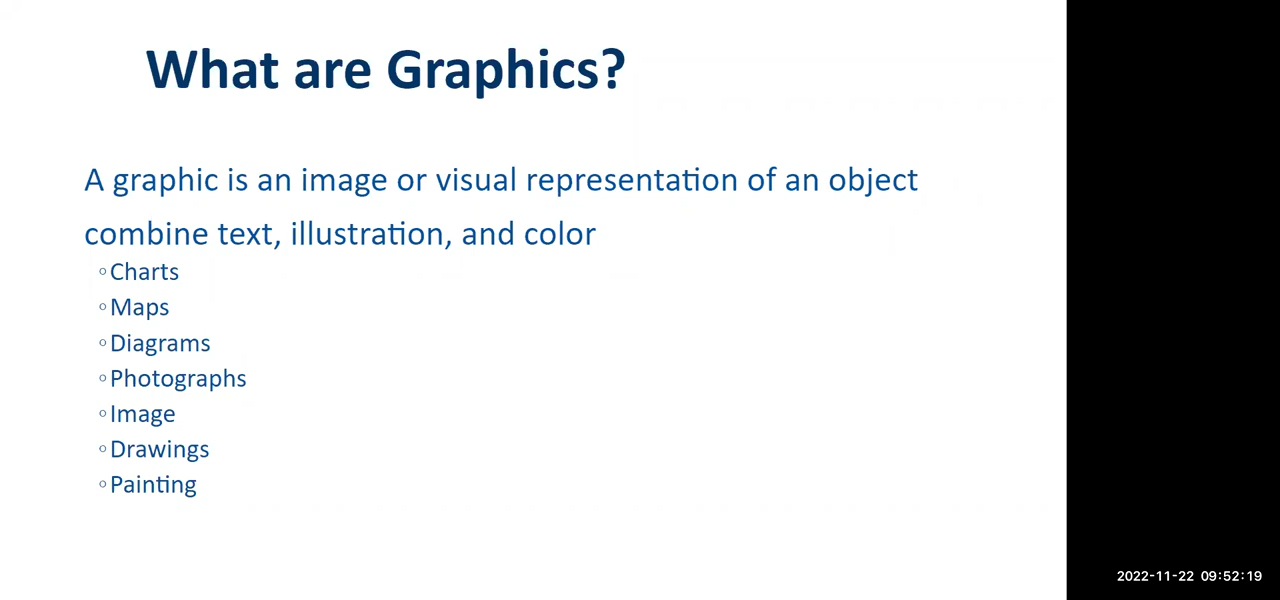 What are Graphics?
A graphic is an image or visual representation of an object
combine text, illustration, and color
◦Charts
◦Maps
◦Diagrams
◦Photographs
◦Image
◦Drawings
◦Painting
2022-11-22 09:52:19